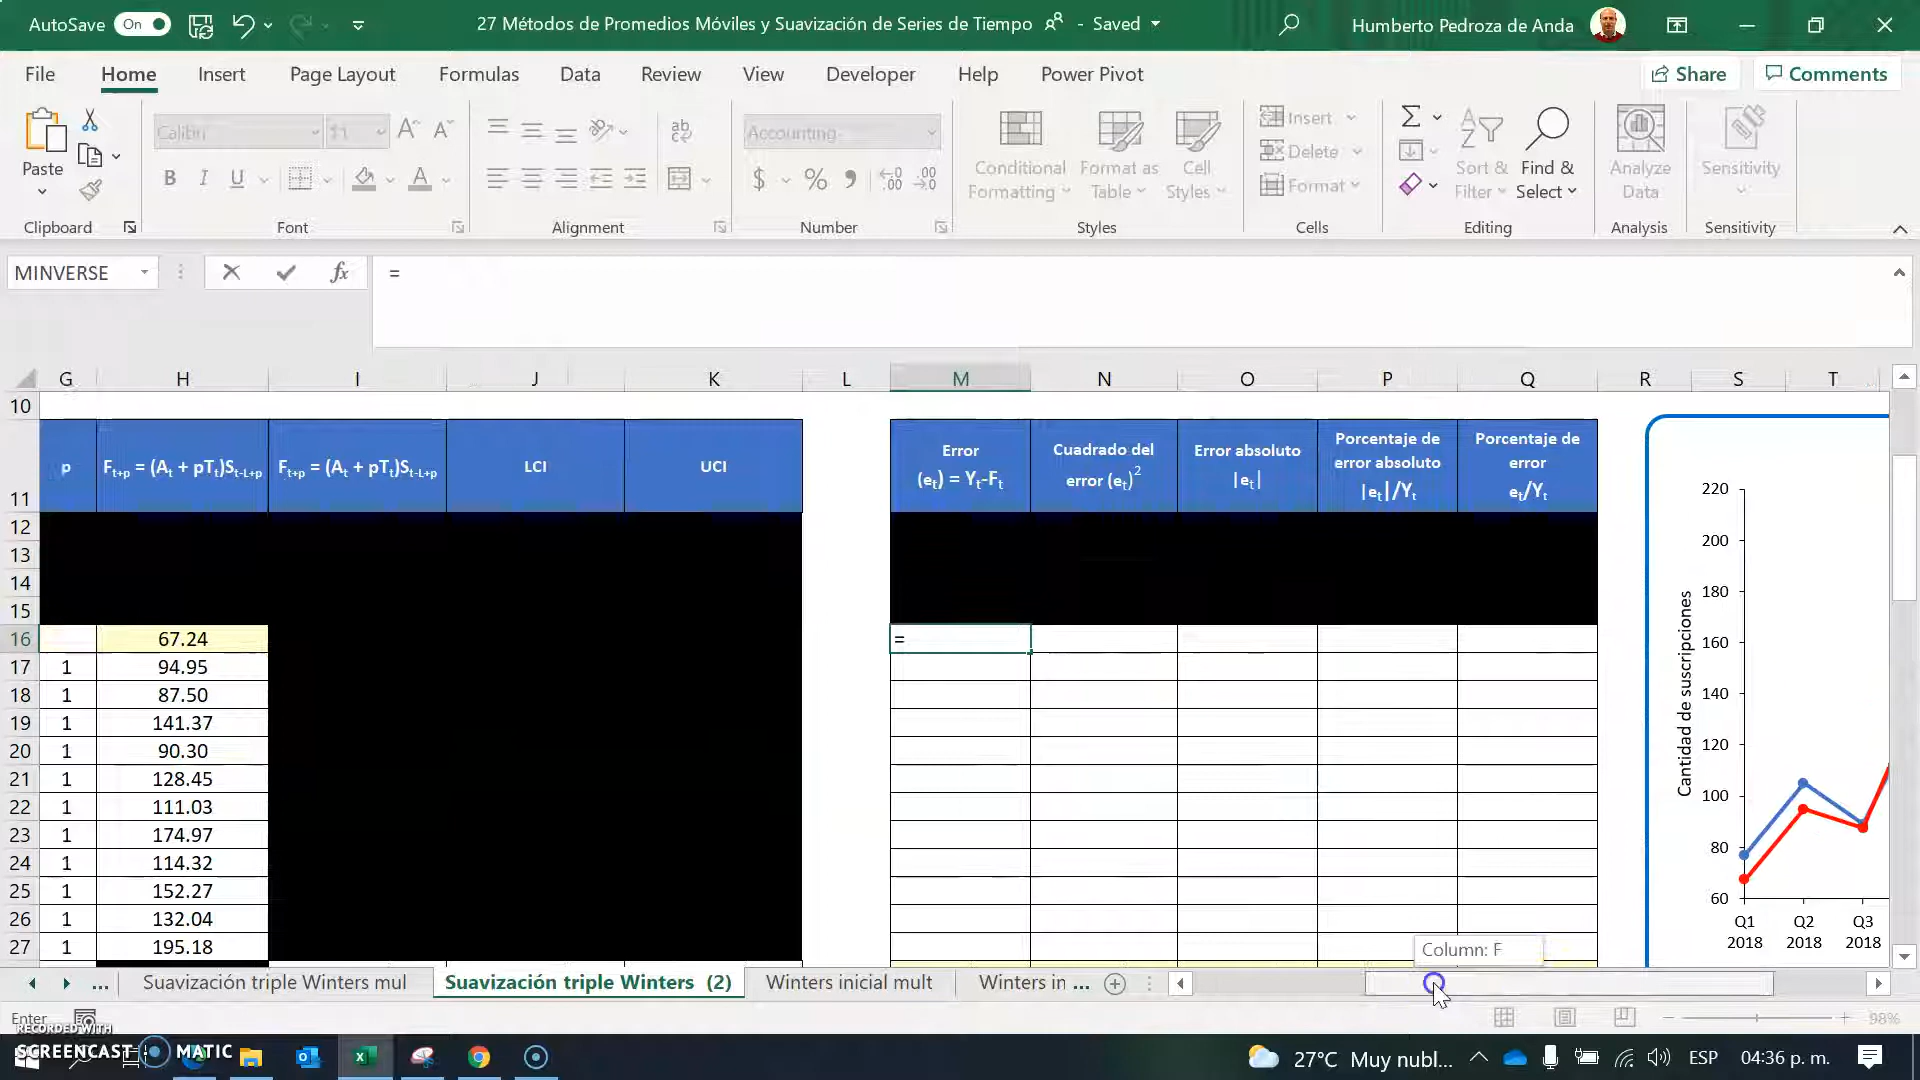 AutoSave On
27 Métodos de Promedios Móviles y Suavización de Series de Tiempo - Saved
Humberto Pedroza de Anda
File Home Insert Page Layout Formulas Data Review View Developer Help Power Pivot
Share Comments
Paste
Calibri 11
ab
Accounting
$ % 9
Conditional Formatting
Format as Table
Cell Styles
Insert
Delete
Format
Sort & Filter
Find & Select
Analyze Data
Sensitivity
Clipboard Font Alignment Number Styles Cells Editing Analysis Sensitivity
MINVERSE fx =
G H I J K L M N O P Q R S T
10
11 p Ft+p = (At + pTt)St-L+p Ft+p = (At + pTt)St-L+p LCI UCI
Error
(et) = Yt-Ft
Cuadrado del
error (et)2
Error absoluto
|et|
Porcentaje de
error absoluto
|et|/Yt
Porcentaje de
error
et/Yt
12
13
14
15
16 67.24 =
17 1 94.95
18 1 87.50
19 1 141.37
20 1 90.30
21 1 128.45
22 1 111.03
23 1 174.97
24 1 114.32
25 1 152.27
26 1 132.04
27 1 195.18
Cantidad de suscripciones
220
200
180
160
140
120
100
80
60
Q1 Q2 Q3
2018 2018 2018
Column: F
... Suavización triple Winters mul Suavización triple Winters (2) Winters inicial mult Winters in ...
Enter 98%
RECORDED WITH
SCREENCAST MATIC
27°C Muy nubl... ESP 04:36 p. m.